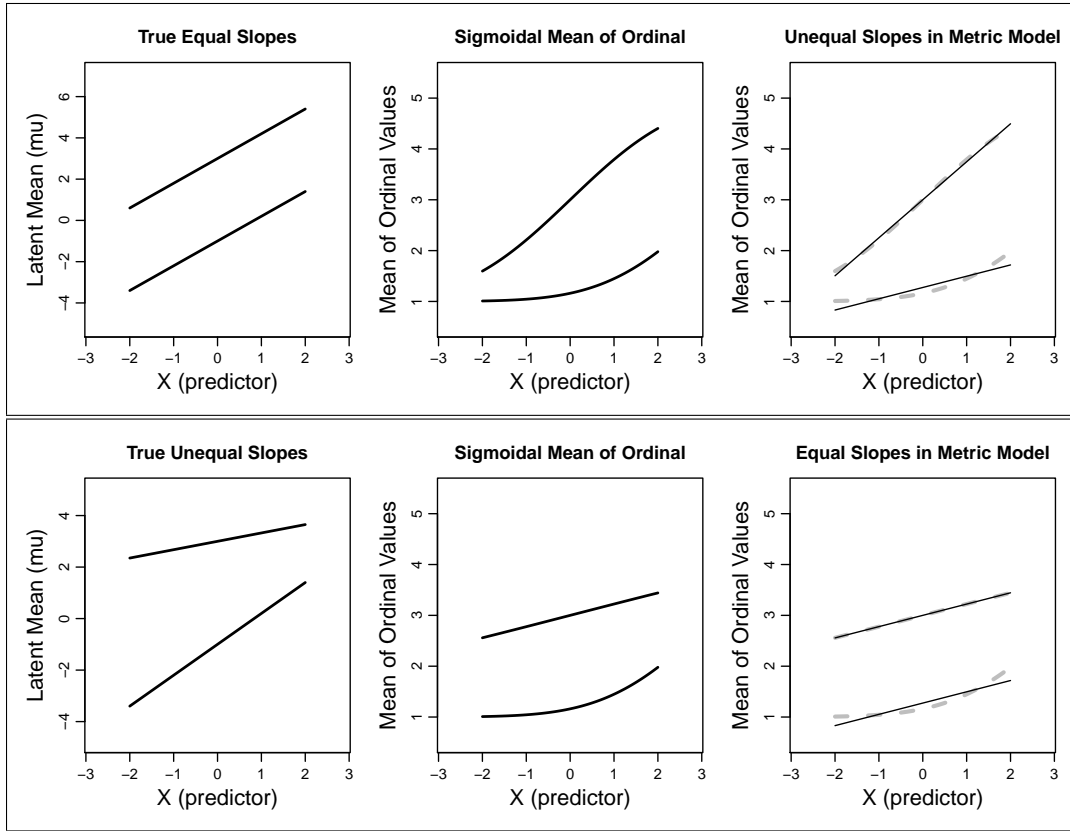 True Equal Slopes
Latent Mean (mu)
6
4
2
0
−2
−4
−3 −2 −1 0 1 2 3
X (predictor)
Sigmoidal Mean of Ordinal
Mean of Ordinal Values
5
4
3
2
1
−3 −2 −1 0 1 2 3
X (predictor)
Unequal Slopes in Metric Model
Mean of Ordinal Values
5
4
3
2
1
−3 −2 −1 0 1 2 3
X (predictor)
True Unequal Slopes
Latent Mean (mu)
4
2
0
−2
−4
−3 −2 −1 0 1 2 3
X (predictor)
Sigmoidal Mean of Ordinal
Mean of Ordinal Values
5
4
3
2
1
−3 −2 −1 0 1 2 3
X (predictor)
Equal Slopes in Metric Model
Mean of Ordinal Values
5
4
3
2
1
−3 −2 −1 0 1 2 3
X (predictor)